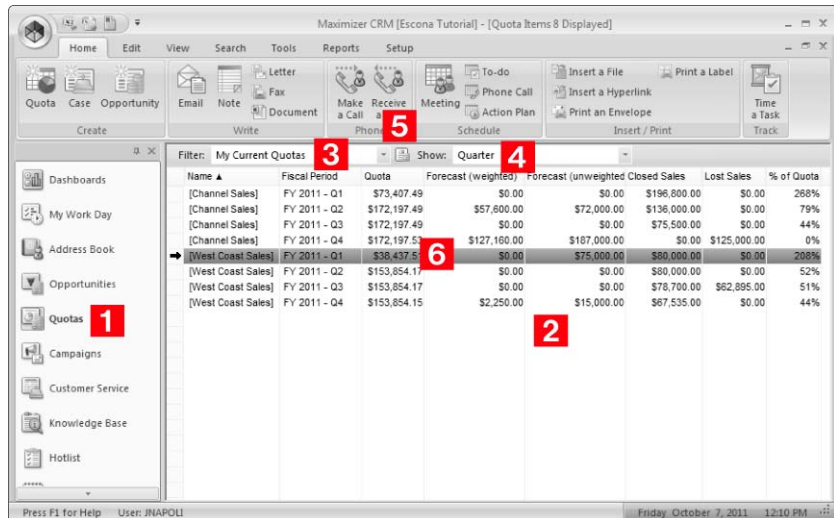 Maximizer CRM [Escona Tutorial] - [Quota Items 8 Displayed]
Home Edit View Search Tools Reports Setup
Quota Case Opportunity
Create
Email Note Letter Fax Document
Write
Make a Call Receive a
Phone
5
Meeting To-do Phone Call Action Plan
Schedule
Insert a File Print a Label
Insert a Hyperlink
Print an Envelope
Insert / Print
Time a Task
Track
Filter: My Current Quotas 3 Show: Quarter 4
Name ▲ Fiscal Period Quota Forecast (weighted) Forecast (unweighted Closed Sales Lost Sales % of Quota
[Channel Sales] FY 2011 - Q1 $73,407.49 $0.00 $0.00 $196,800.00 $0.00 268%
[Channel Sales] FY 2011 - Q2 $172,197.49 $57,600.00 $72,000.00 $136,000.00 $0.00 79%
[Channel Sales] FY 2011 - Q3 $172,197.49 $0.00 $0.00 $75,500.00 $0.00 44%
[Channel Sales] FY 2011 - Q4 $172,197.53 $127,160.00 $187,000.00 $0.00 $125,000.00 0%
[West Coast Sales] FY 2011 - Q1 $38,437.51 6 $0.00 $75,000.00 $80,000.00 $0.00 208%
[West Coast Sales] FY 2011 - Q2 $153,854.17 $0.00 $0.00 $80,000.00 $0.00 52%
[West Coast Sales] FY 2011 - Q3 $153,854.17 $0.00 $0.00 $78,700.00 $62,895.00 51%
[West Coast Sales] FY 2011 - Q4 $153,854.15 $2,250.00 $15,000.00 $67,535.00 $0.00 44%
2
Dashboards
My Work Day
Address Book
Opportunities
Quotas 1
Campaigns
Customer Service
Knowledge Base
Hotlist
Press F1 for Help User: JNAPOLI Friday October 7, 2011 12:10 PM